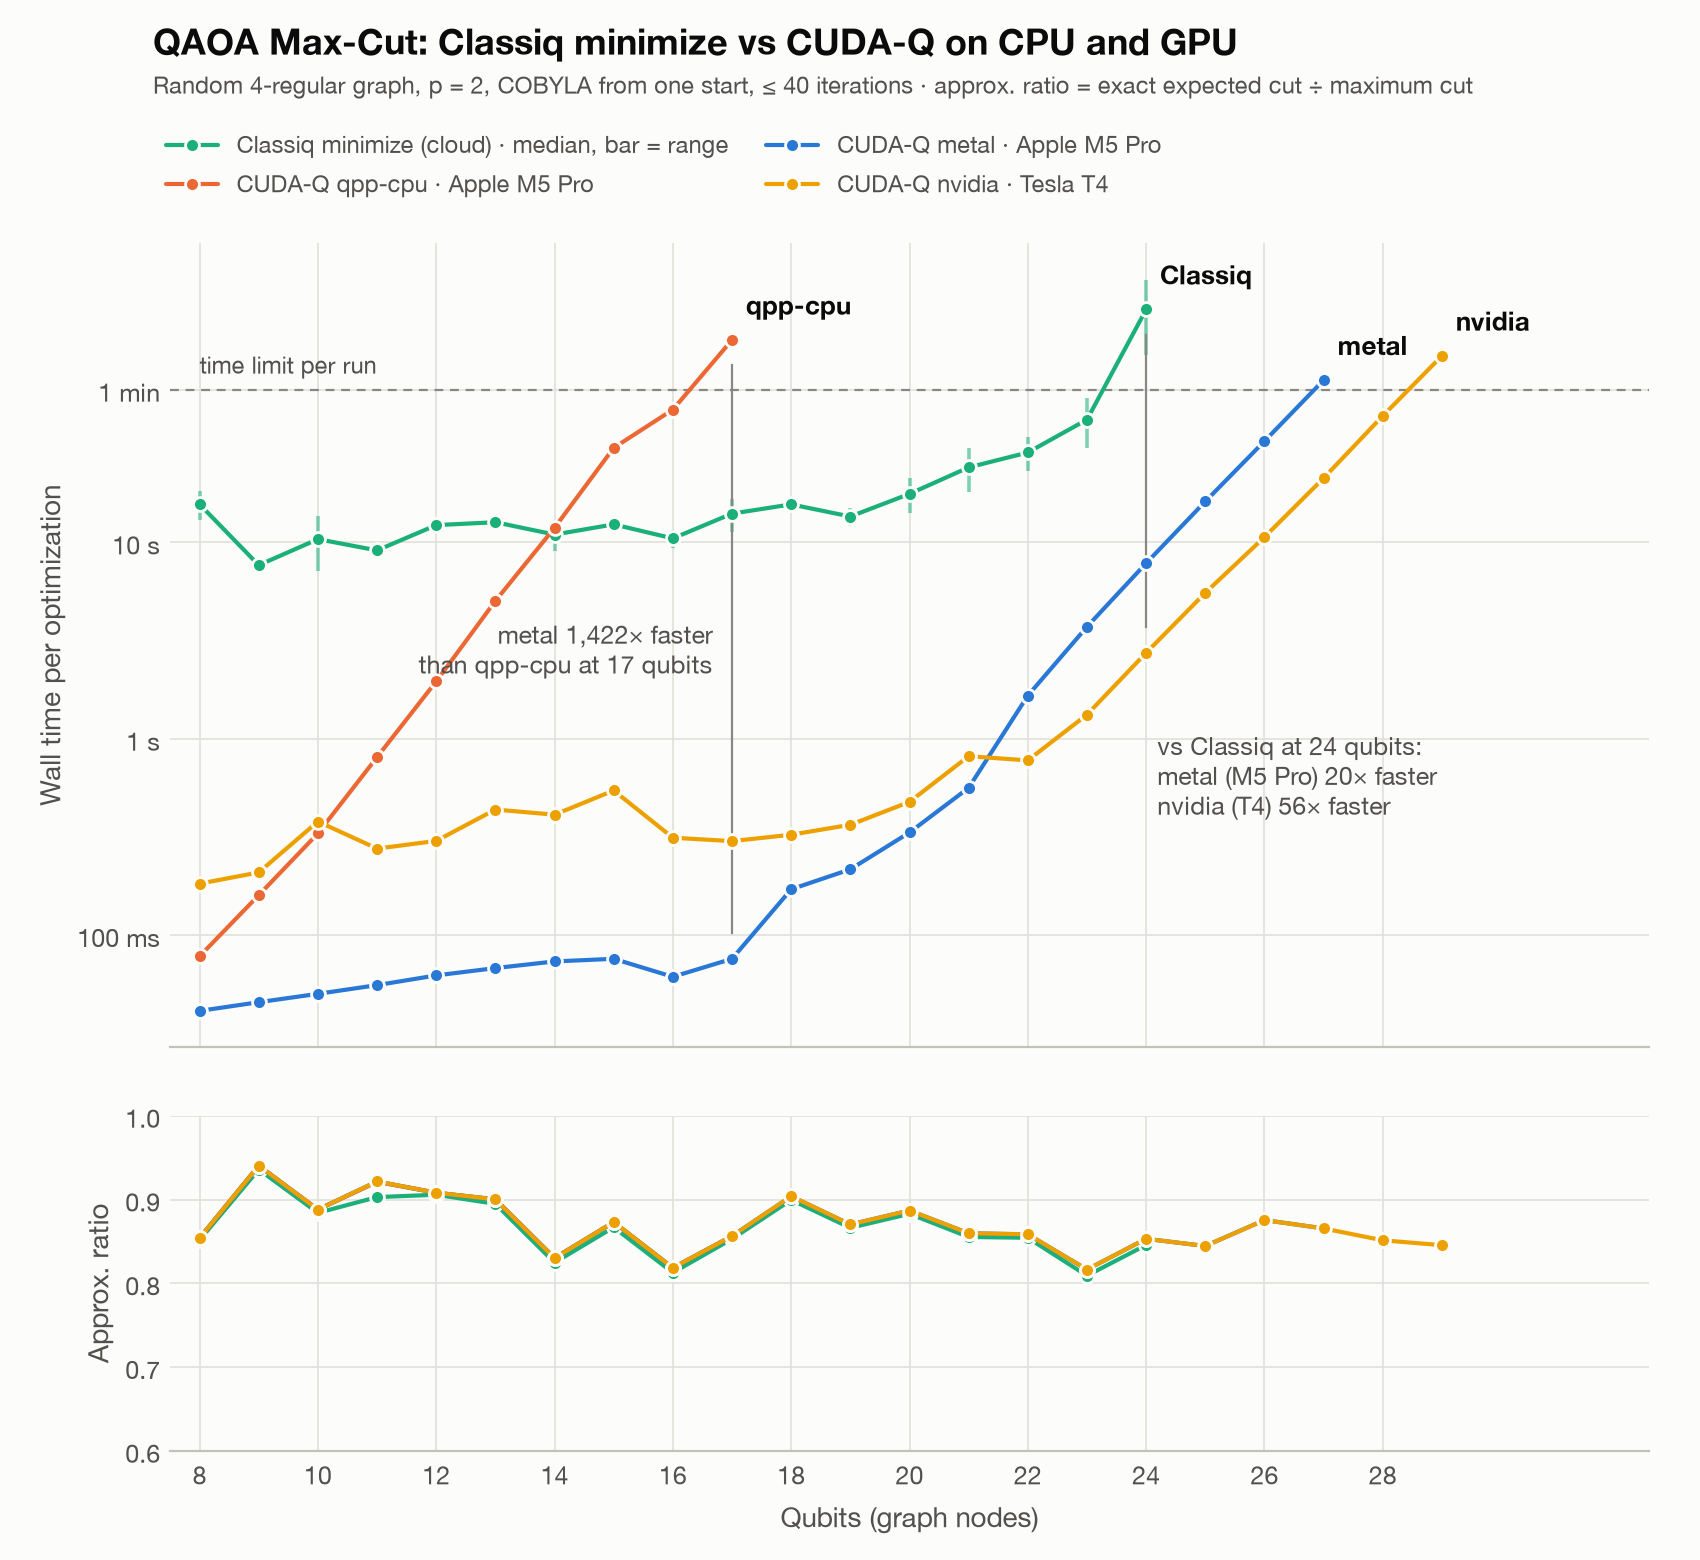 QAOA Max-Cut: Classiq minimize vs CUDA-Q on CPU and GPU
Random 4-regular graph, p = 2, COBYLA from one start, ≤ 40 iterations · approx. ratio = exact expected cut ÷ maximum cut
Classiq minimize (cloud) · median, bar = range
CUDA-Q metal · Apple M5 Pro
CUDA-Q qpp-cpu · Apple M5 Pro
CUDA-Q nvidia · Tesla T4
Classiq
qpp-cpu
nvidia
metal
time limit per run
1 min
10 s
1 s
100 ms
Wall time per optimization
metal 1,422× faster
than qpp-cpu at 17 qubits
vs Classiq at 24 qubits:
metal (M5 Pro) 20× faster
nvidia (T4) 56× faster
1.0
0.9
0.8
0.7
0.6
Approx. ratio
8 10 12 14 16 18 20 22 24 26 28
Qubits (graph nodes)